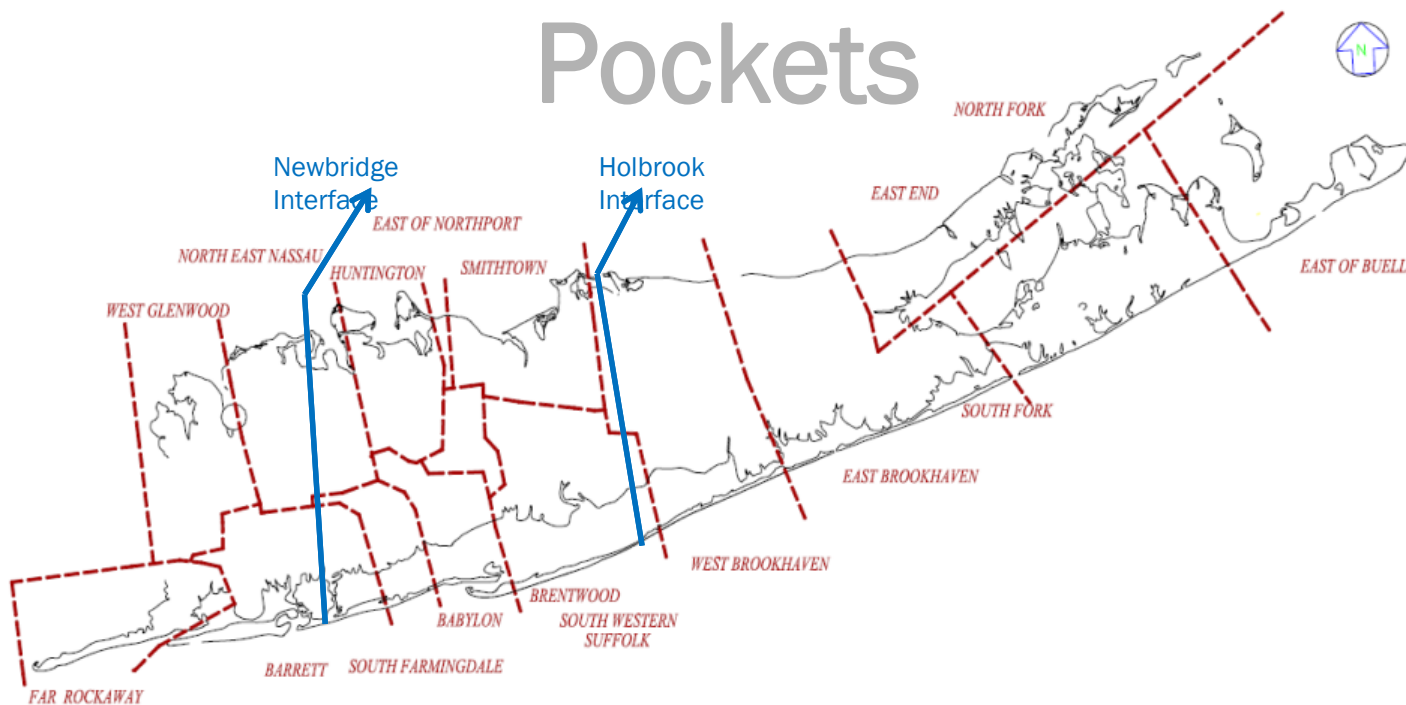 Pockets
N
NORTH FORK
Newbridge
Interface
Holbrook
Interface
EAST END
EAST OF NORTHPORT
NORTH EAST NASSAU
HUNTINGTON
SMITHTOWN
EAST OF BUELL
WEST GLENWOOD
SOUTH FORK
EAST BROOKHAVEN
WEST BROOKHAVEN
BRENTWOOD
BABYLON
SOUTH WESTERN
SUFFOLK
BARRETT
SOUTH FARMINGDALE
FAR ROCKAWAY